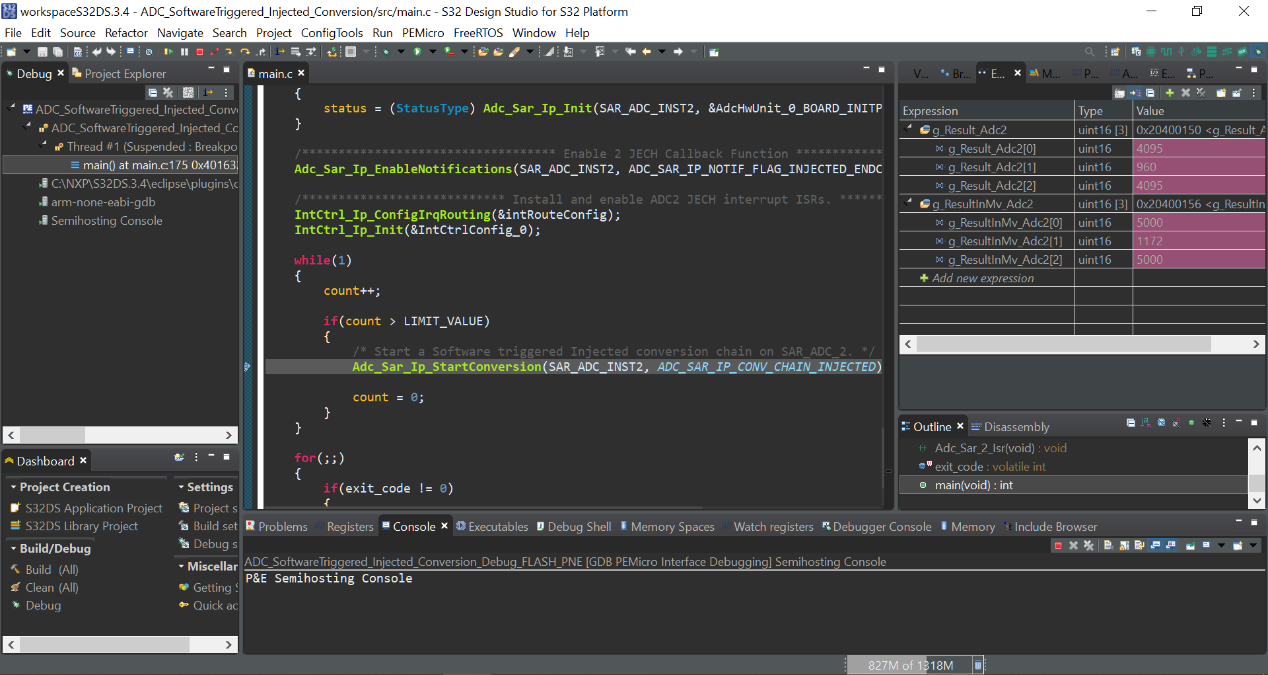 workspaceS32DS.3.4 - ADC_SoftwareTriggered_Injected_Conversion/src/main.c - S32 Design Studio for S32 Platform
File Edit Source Refactor Navigate Search Project ConfigTools Run PEMicro FreeRTOS Window Help
Debug
Project Explorer
ADC_SoftwareTriggered_Injected_Conv
ADC_SoftwareTriggered_Injected_Co
Thread #1 (Suspended : Breakpo
main() at main.c:175 0x40163
C:\NXP\S32DS.3.4\eclipse\plugins\c
arm-none-eabi-gdb
Semihosting Console
Dashboard
Project Creation
S32DS Application Project
S32DS Library Project
Build/Debug
Build (All)
Clean (All)
Debug
Settings
Project s
Build set
Debug s
Miscellar
Getting S
Quick ac
main.c
{
status = (StatusType) Adc_Sar_Ip_Init(SAR_ADC_INST2, &AdcHwUnit_0_BOARD_INITP
}
/*********************************** Enable 2 JECH Callback Function ************
Adc_Sar_Ip_EnableNotifications(SAR_ADC_INST2, ADC_SAR_IP_NOTIF_FLAG_INJECTED_ENDC
/**************************** Install and enable ADC2 JECH interrupt ISRs. ******
IntCtrl_Ip_ConfigIrqRouting(&intRouteConfig);
IntCtrl_Ip_Init(&IntCtrlConfig_0);
while(1)
{
count++;
if(count > LIMIT_VALUE)
{
/* Start a Software triggered Injected conversion chain on SAR_ADC_2. */
Adc_Sar_Ip_StartConversion(SAR_ADC_INST2, ADC_SAR_IP_CONV_CHAIN_INJECTED)
count = 0;
}
}
for(;;)
{
if(exit_code != 0)
{
V... Br... E... M... P... A... E... P...
Expression Type Value
g_Result_Adc2 uint16 [3] 0x20400150 <g_Result_A
g_Result_Adc2[0] uint16 4095
g_Result_Adc2[1] uint16 960
g_Result_Adc2[2] uint16 4095
g_ResultInMv_Adc2 uint16 [3] 0x20400156 <g_ResultIn
g_ResultInMv_Adc2[0] uint16 5000
g_ResultInMv_Adc2[1] uint16 1172
g_ResultInMv_Adc2[2] uint16 5000
Add new expression
Outline
Disassembly
Adc_Sar_2_Isr(void) : void
exit_code : volatile int
main(void) : int
Problems Registers Console Executables Debug Shell Memory Spaces Watch registers Debugger Console Memory Include Browser
ADC_SoftwareTriggered_Injected_Conversion_Debug_FLASH_PNE [GDB PEMicro Interface Debugging] Semihosting Console
P&E Semihosting Console
827M of 1318M